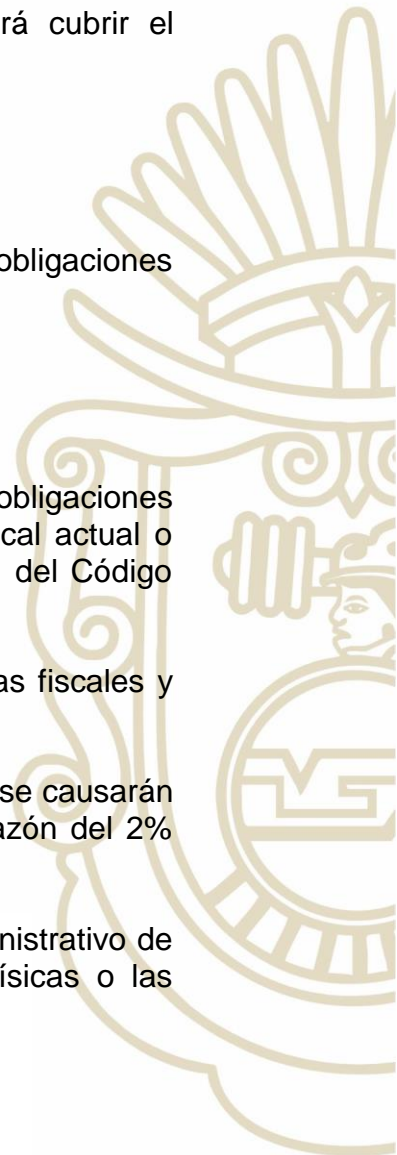 rá cubrir el
obligaciones
obligaciones
cal actual o
del Código
as fiscales y
se causarán
azón del 2%
nistrativo de
ísicas o las